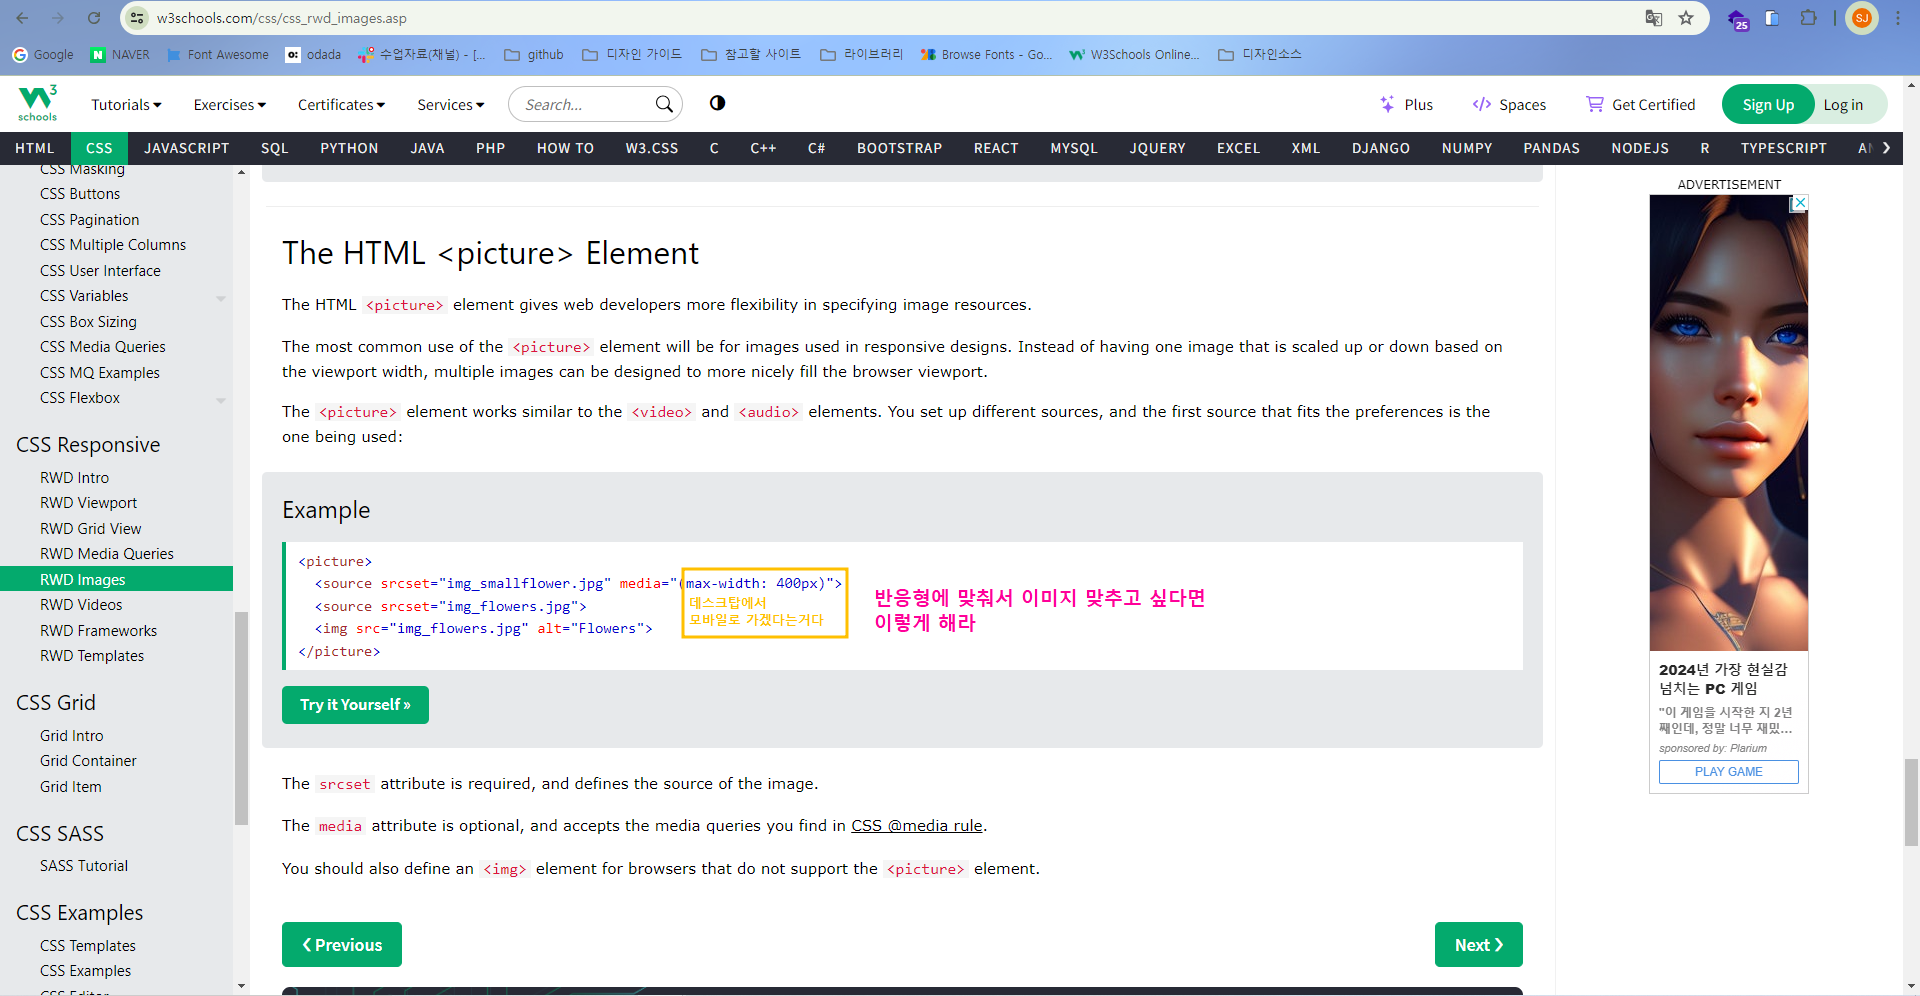 w3schools.com/css/css_rwd_images.asp
25
SJ
Google
NAVER
Font Awesome
odada
수업자료(채널) - [...
github
디자인 가이드
참고할 사이트
라이브러리
Browse Fonts - Go...
W3Schools Online...
디자인소스
W3 schools
Tutorials
Exercises
Certificates
Services
Search...
Plus
Spaces
Get Certified
Sign Up
Log in
HTML CSS JAVASCRIPT SQL PYTHON JAVA PHP HOW TO W3.CSS C C++ C# BOOTSTRAP REACT MYSQL JQUERY EXCEL XML DJANGO NUMPY PANDAS NODEJS R TYPESCRIPT
CSS Masking
CSS Buttons
CSS Pagination
CSS Multiple Columns
CSS User Interface
CSS Variables
CSS Box Sizing
CSS Media Queries
CSS MQ Examples
CSS Flexbox
CSS Responsive
RWD Intro
RWD Viewport
RWD Grid View
RWD Media Queries
RWD Images
RWD Videos
RWD Frameworks
RWD Templates
CSS Grid
Grid Intro
Grid Container
Grid Item
CSS SASS
SASS Tutorial
CSS Examples
CSS Templates
CSS Examples
The HTML <picture> Element
The HTML <picture> element gives web developers more flexibility in specifying image resources.
The most common use of the <picture> element will be for images used in responsive designs. Instead of having one image that is scaled up or down based on
the viewport width, multiple images can be designed to more nicely fill the browser viewport.
The <picture> element works similar to the <video> and <audio> elements. You set up different sources, and the first source that fits the preferences is the
one being used:
Example
<picture>
<source srcset="img_smallflower.jpg" media="(max-width: 400px)">
<source srcset="img_flowers.jpg">
<img src="img_flowers.jpg" alt="Flowers">
</picture>
데스크탑에서
모바일로 가겠다는거다
반응형에 맞춰서 이미지 맞추고 싶다면
이렇게 해라
Try it Yourself »
The srcset attribute is required, and defines the source of the image.
The media attribute is optional, and accepts the media queries you find in CSS @media rule.
You should also define an <img> element for browsers that do not support the <picture> element.
❮ Previous
Next ❯
ADVERTISEMENT
2024년 가장 현실감
넘치는 PC 게임
"이 게임을 시작한 지 2년
째인데, 정말 너무 재밌...
sponsored by: Plarium
PLAY GAME